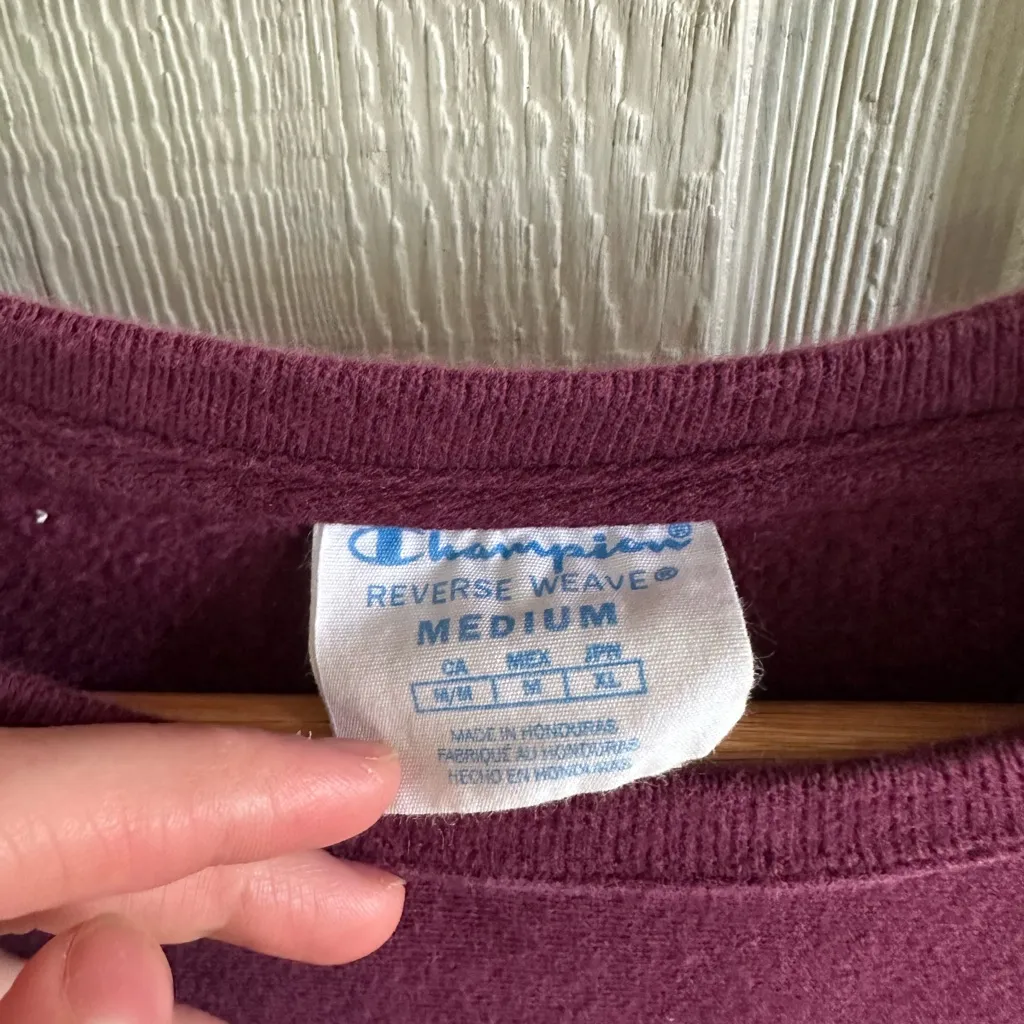 Champion®
REVERSE WEAVE®
MEDIUM
CA MEX JPN
M/M M XL
MADE IN HONDURAS
FABRIQUÉ AU HONDURAS
HECHO EN HONDURAS